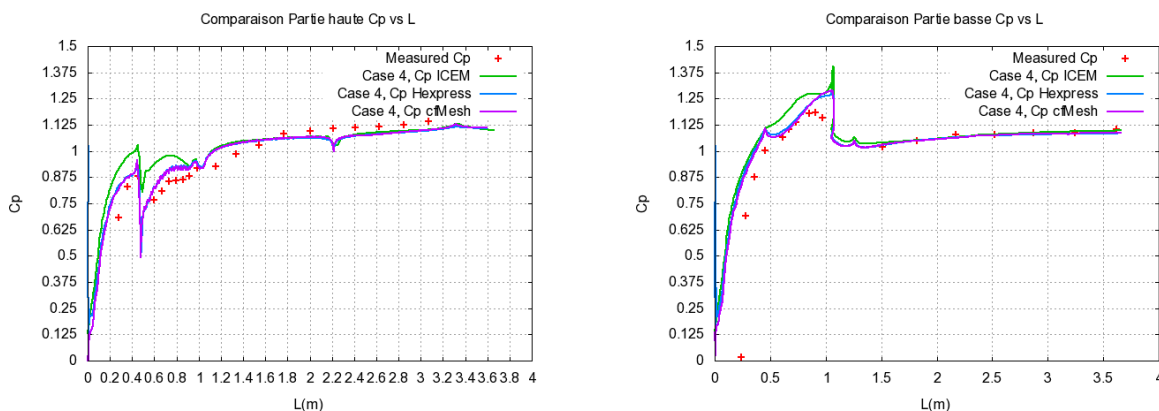 Comparaison Partie haute Cp vs L
Cp
1.5
1.375
1.25
1.125
1
0.875
0.75
0.625
0.5
0.375
0.25
0.125
0
Measured Cp
Case 4, Cp ICEM
Case 4, Cp Hexpress
Case 4, Cp cfMesh
0 0.2 0.4 0.6 0.8 1 1.2 1.4 1.6 1.8 2 2.2 2.4 2.6 2.8 3 3.2 3.4 3.6 3.8 4
L(m)
Comparaison Partie basse Cp vs L
Cp
1.5
1.375
1.25
1.125
1
0.875
0.75
0.625
0.5
0.375
0.25
0.125
0
Measured Cp
Case 4, Cp ICEM
Case 4, Cp Hexpress
Case 4, Cp cfMesh
0 0.5 1 1.5 2 2.5 3 3.5 4
L(m)